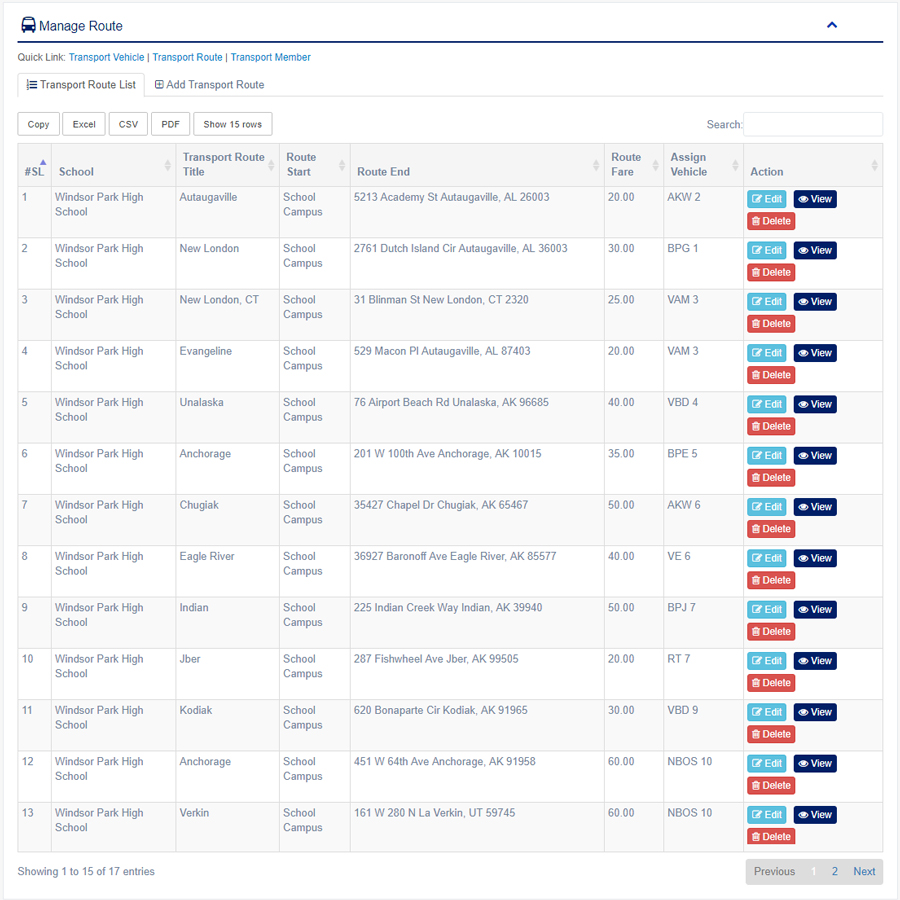 Manage Route
Quick Link: Transport Vehicle | Transport Route | Transport Member
Transport Route List Add Transport Route
Copy Excel CSV PDF Show 15 rows Search:
#SL School Transport Route Title Route Start Route End Route Fare Assign Vehicle Action
1 Windsor Park High School Autaugaville School Campus 5213 Academy St Autaugaville, AL 26003 20.00 AKW 2 Edit View Delete
2 Windsor Park High School New London School Campus 2761 Dutch Island Cir Autaugaville, AL 36003 30.00 BPG 1 Edit View Delete
3 Windsor Park High School New London, CT School Campus 31 Blinman St New London, CT 2320 25.00 VAM 3 Edit View Delete
4 Windsor Park High School Evangeline School Campus 529 Macon Pl Autaugaville, AL 87403 20.00 VAM 3 Edit View Delete
5 Windsor Park High School Unalaska School Campus 76 Airport Beach Rd Unalaska, AK 96685 40.00 VBD 4 Edit View Delete
6 Windsor Park High School Anchorage School Campus 201 W 100th Ave Anchorage, AK 10015 35.00 BPE 5 Edit View Delete
7 Windsor Park High School Chugiak School Campus 35427 Chapel Dr Chugiak, AK 65467 50.00 AKW 6 Edit View Delete
8 Windsor Park High School Eagle River School Campus 36927 Baronoff Ave Eagle River, AK 85577 40.00 VE 6 Edit View Delete
9 Windsor Park High School Indian School Campus 225 Indian Creek Way Indian, AK 39940 50.00 BPJ 7 Edit View Delete
10 Windsor Park High School Jber School Campus 287 Fishwheel Ave Jber, AK 99505 20.00 RT 7 Edit View Delete
11 Windsor Park High School Kodiak School Campus 620 Bonaparte Cir Kodiak, AK 91965 30.00 VBD 9 Edit View Delete
12 Windsor Park High School Anchorage School Campus 451 W 64th Ave Anchorage, AK 91958 60.00 NBOS 10 Edit View Delete
13 Windsor Park High School Verkin School Campus 161 W 280 N La Verkin, UT 59745 60.00 NBOS 10 Edit View Delete
Showing 1 to 15 of 17 entries Previous 1 2 Next